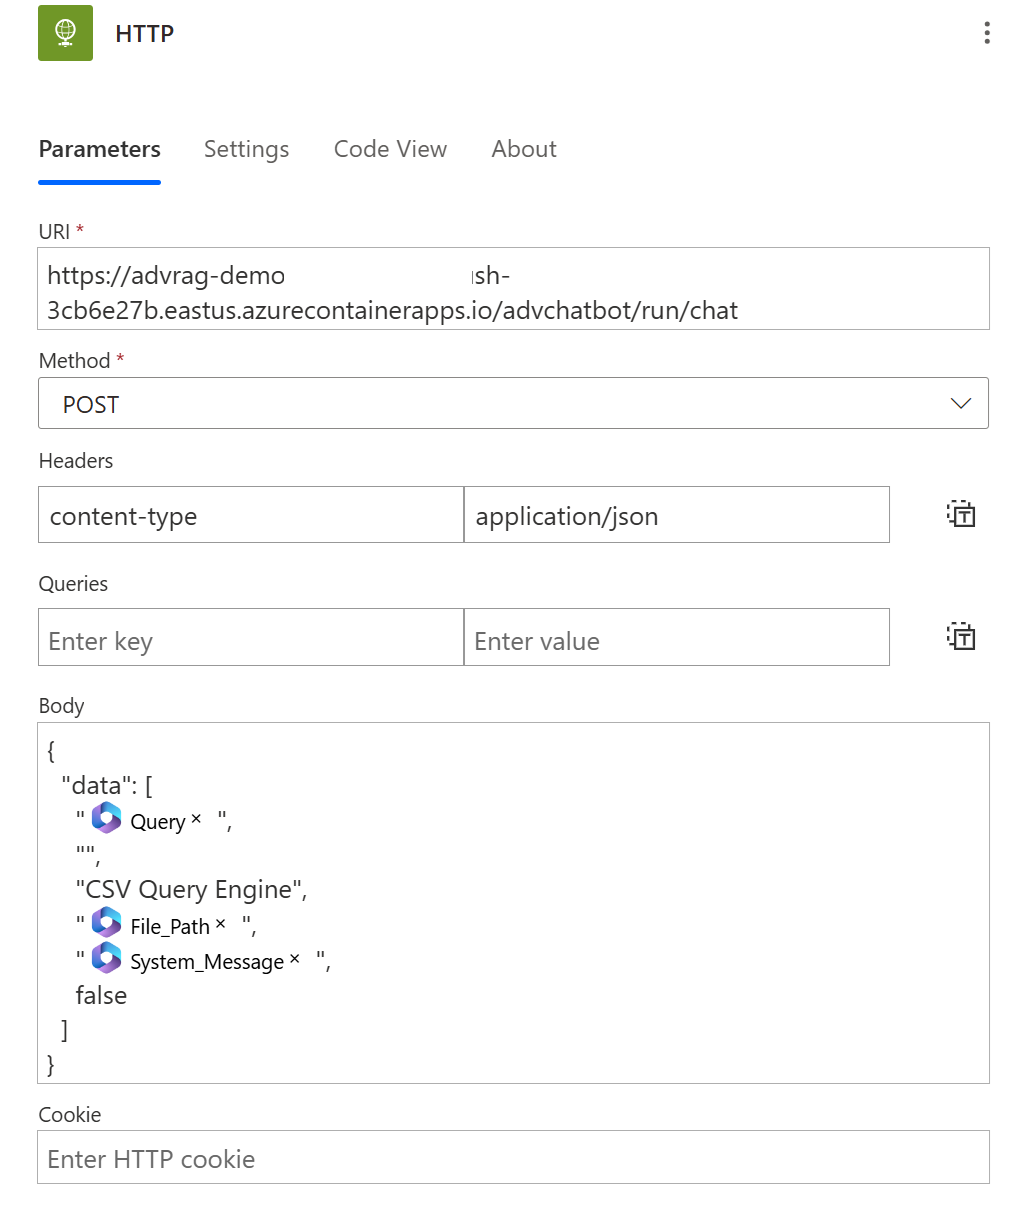 HTTP
Parameters Settings Code View About
URI *
https://advrag-demo sh-
3cb6e27b.eastus.azurecontainerapps.io/advchatbot/run/chat
Method *
POST
Headers
content-type application/json
Queries
Enter key Enter value
Body
{
"data": [
" Query × ",
"",
"CSV Query Engine",
" File_Path × ",
" System_Message × ",
false
]
}
Cookie
Enter HTTP cookie